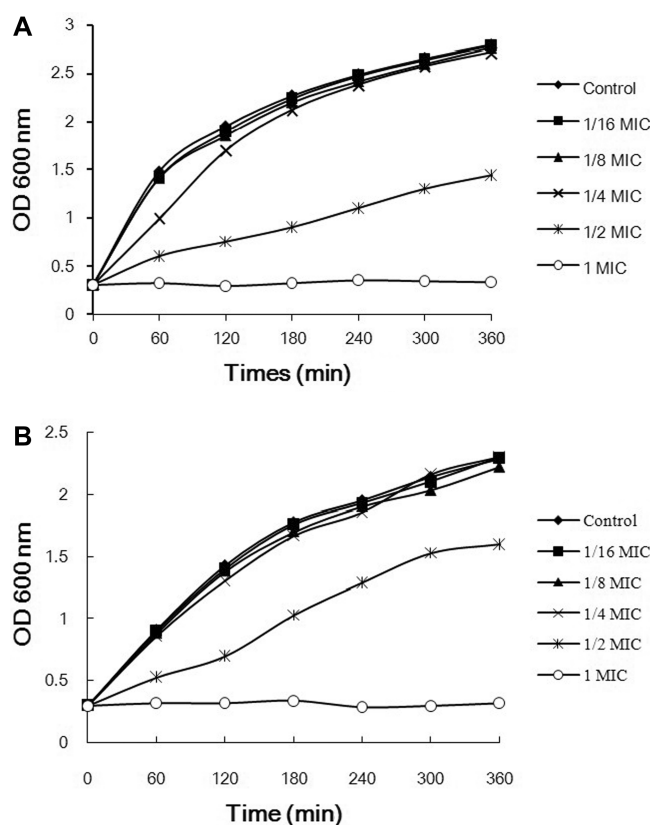 A
3
2.5
2
1.5
1
0.5
0
OD 600 nm
0 60 120 180 240 300 360
Times (min)
Control
1/16 MIC
1/8 MIC
1/4 MIC
1/2 MIC
1 MIC
B
2.5
2
1.5
1
0.5
0
OD 600 nm
0 60 120 180 240 300 360
Time (min)
Control
1/16 MIC
1/8 MIC
1/4 MIC
1/2 MIC
1 MIC